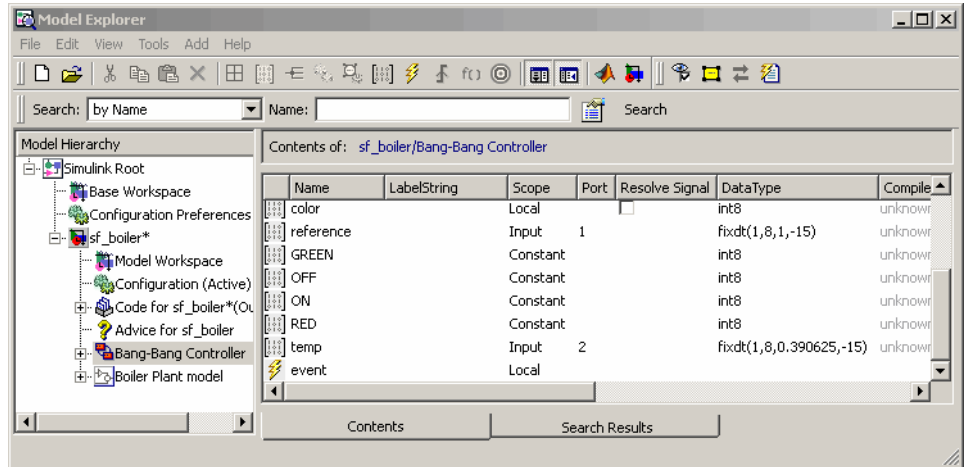 Model Explorer
File Edit View Tools Add Help
Search: by Name Name: Search
Model Hierarchy
Simulink Root
Base Workspace
Configuration Preferences
sf_boiler*
Model Workspace
Configuration (Active)
Code for sf_boiler*(Ou
Advice for sf_boiler
Bang-Bang Controller
Boiler Plant model
Contents of: sf_boiler/Bang-Bang Controller
Name LabelString Scope Port Resolve Signal DataType Compile
color Local int8 unknown
reference Input 1 fixdt(1,8,1,-15) unknown
GREEN Constant int8 unknown
OFF Constant int8 unknown
ON Constant int8 unknown
RED Constant int8 unknown
temp Input 2 fixdt(1,8,0.390625,-15) unknown
event Local
Contents Search Results